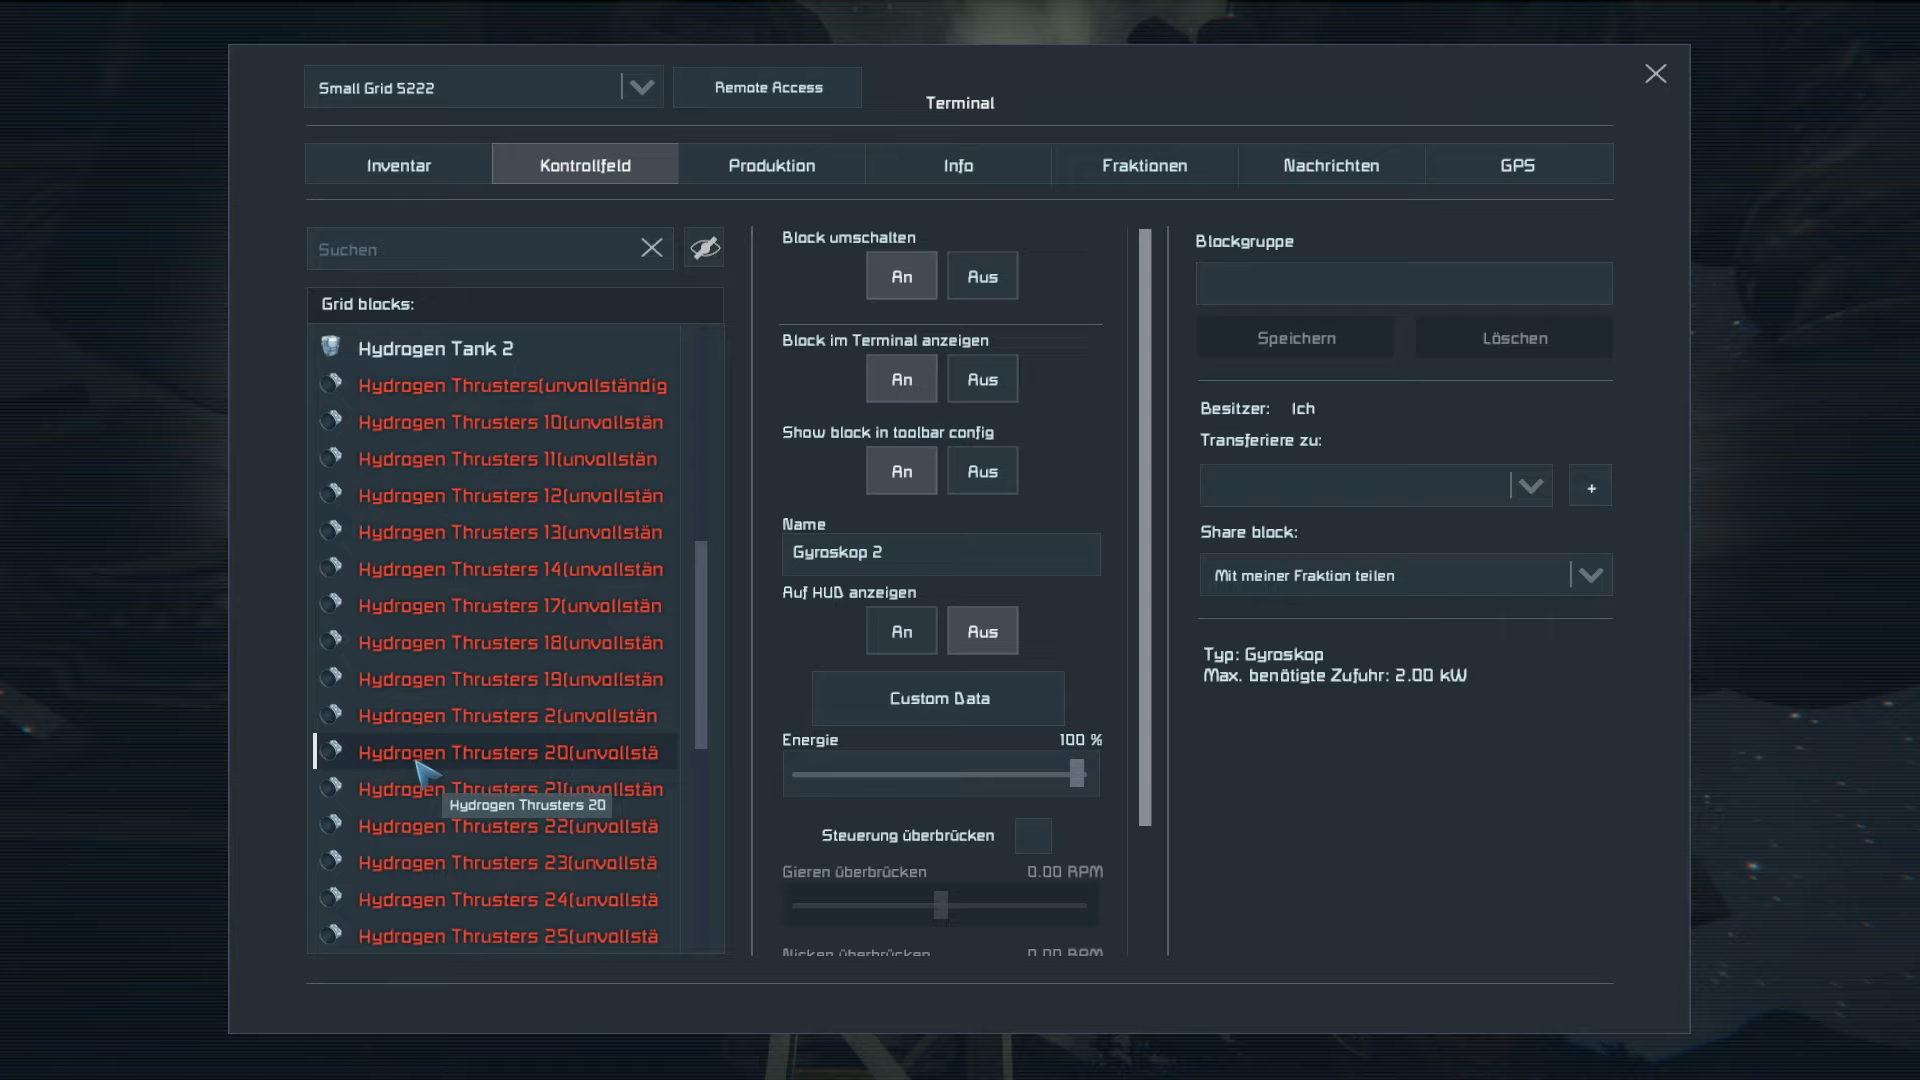 Small Grid 5222
Remote Access
Terminal
Inventar
Kontrollfeld
Produktion
Info
Fraktionen
Nachrichten
GPS
Suchen
Grid blocks:
Hydrogen Tank 2
Hydrogen Thrusters(unvollständig
Hydrogen Thrusters 10(unvollstän
Hydrogen Thrusters 11(unvollstän
Hydrogen Thrusters 12(unvollstän
Hydrogen Thrusters 13(unvollstän
Hydrogen Thrusters 14(unvollstän
Hydrogen Thrusters 17(unvollstän
Hydrogen Thrusters 18(unvollstän
Hydrogen Thrusters 19(unvollstän
Hydrogen Thrusters 2(unvollstän
Hydrogen Thrusters 20(unvollstä
Hydrogen Thrusters 21(unvollstän
Hydrogen Thrusters 20
Hydrogen Thrusters 22(unvollstä
Hydrogen Thrusters 23(unvollstä
Hydrogen Thrusters 24(unvollstä
Hydrogen Thrusters 25(unvollstä
Block umschalten
An Aus
Block im Terminal anzeigen
An Aus
Show block in toolbar config
An Aus
Name
Gyroskop 2
Auf HUD anzeigen
An Aus
Custom Data
Energie 100 %
Steuerung überbrücken
Gieren überbrücken 0.00 RPM
Nicken überbrücken 0.00 RPM
Blockgruppe
Speichern Löschen
Besitzer: Ich
Transferiere zu:
+
Share block:
Mit meiner Fraktion teilen
Typ: Gyroskop
Max. benötigte Zufuhr: 2.00 kW